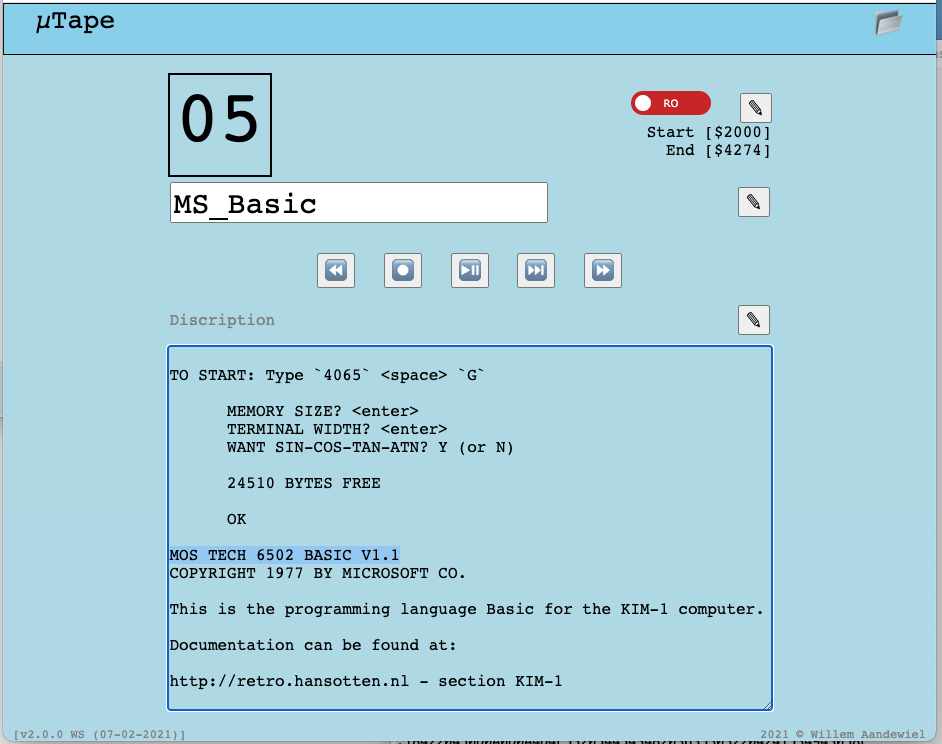 µTape
05
RO
Start [$2000]
End [$4274]
MS_Basic
Discription
TO START: Type `4065` <space> `G`
MEMORY SIZE? <enter>
TERMINAL WIDTH? <enter>
WANT SIN-COS-TAN-ATN? Y (or N)
24510 BYTES FREE
OK
MOS TECH 6502 BASIC V1.1
COPYRIGHT 1977 BY MICROSOFT CO.
This is the programming language Basic for the KIM-1 computer.
Documentation can be found at:
http://retro.hansotten.nl - section KIM-1
[v2.0.0 WS (07-02-2021)]
2021 © Willem Aandewiel